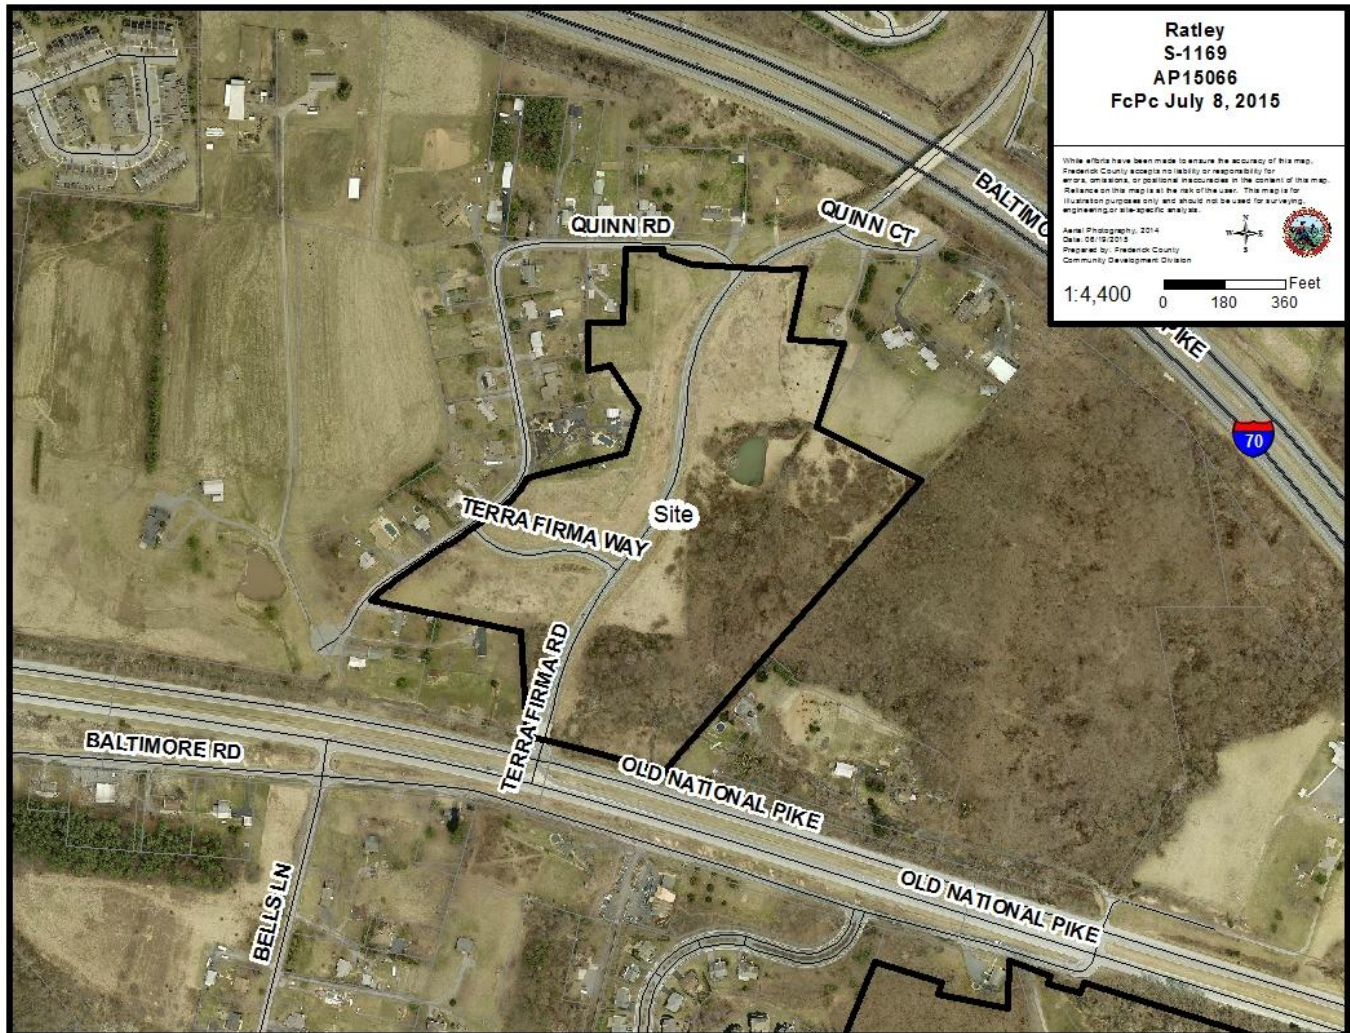 Ratley
S-1169
AP15066
FcPc July 8, 2015
While efforts have been made to ensure the accuracy of this map,
Frederick County accepts no liability or responsibility for
errors, omissions, or positional inaccuracies in the content of this map.
Reliance on this map is at the risk of the user. This map is for
illustration purposes only and should not be used for surveying,
engineering, or site-specific analysis.
Aerial Photography, 2014
Date: 06/19/2015
Prepared by: Frederick County
Community Development Division
N
W E
S
1:4,400
Feet
0 180 360
BALTIMO
PIKE
70
QUINN RD
QUINN CT
TERRA FIRMA WAY
Site
TERRA FIRMA RD
BALTIMORE RD
OLD NATIONAL PIKE
BELLS LN
OLD NATIONAL PIKE